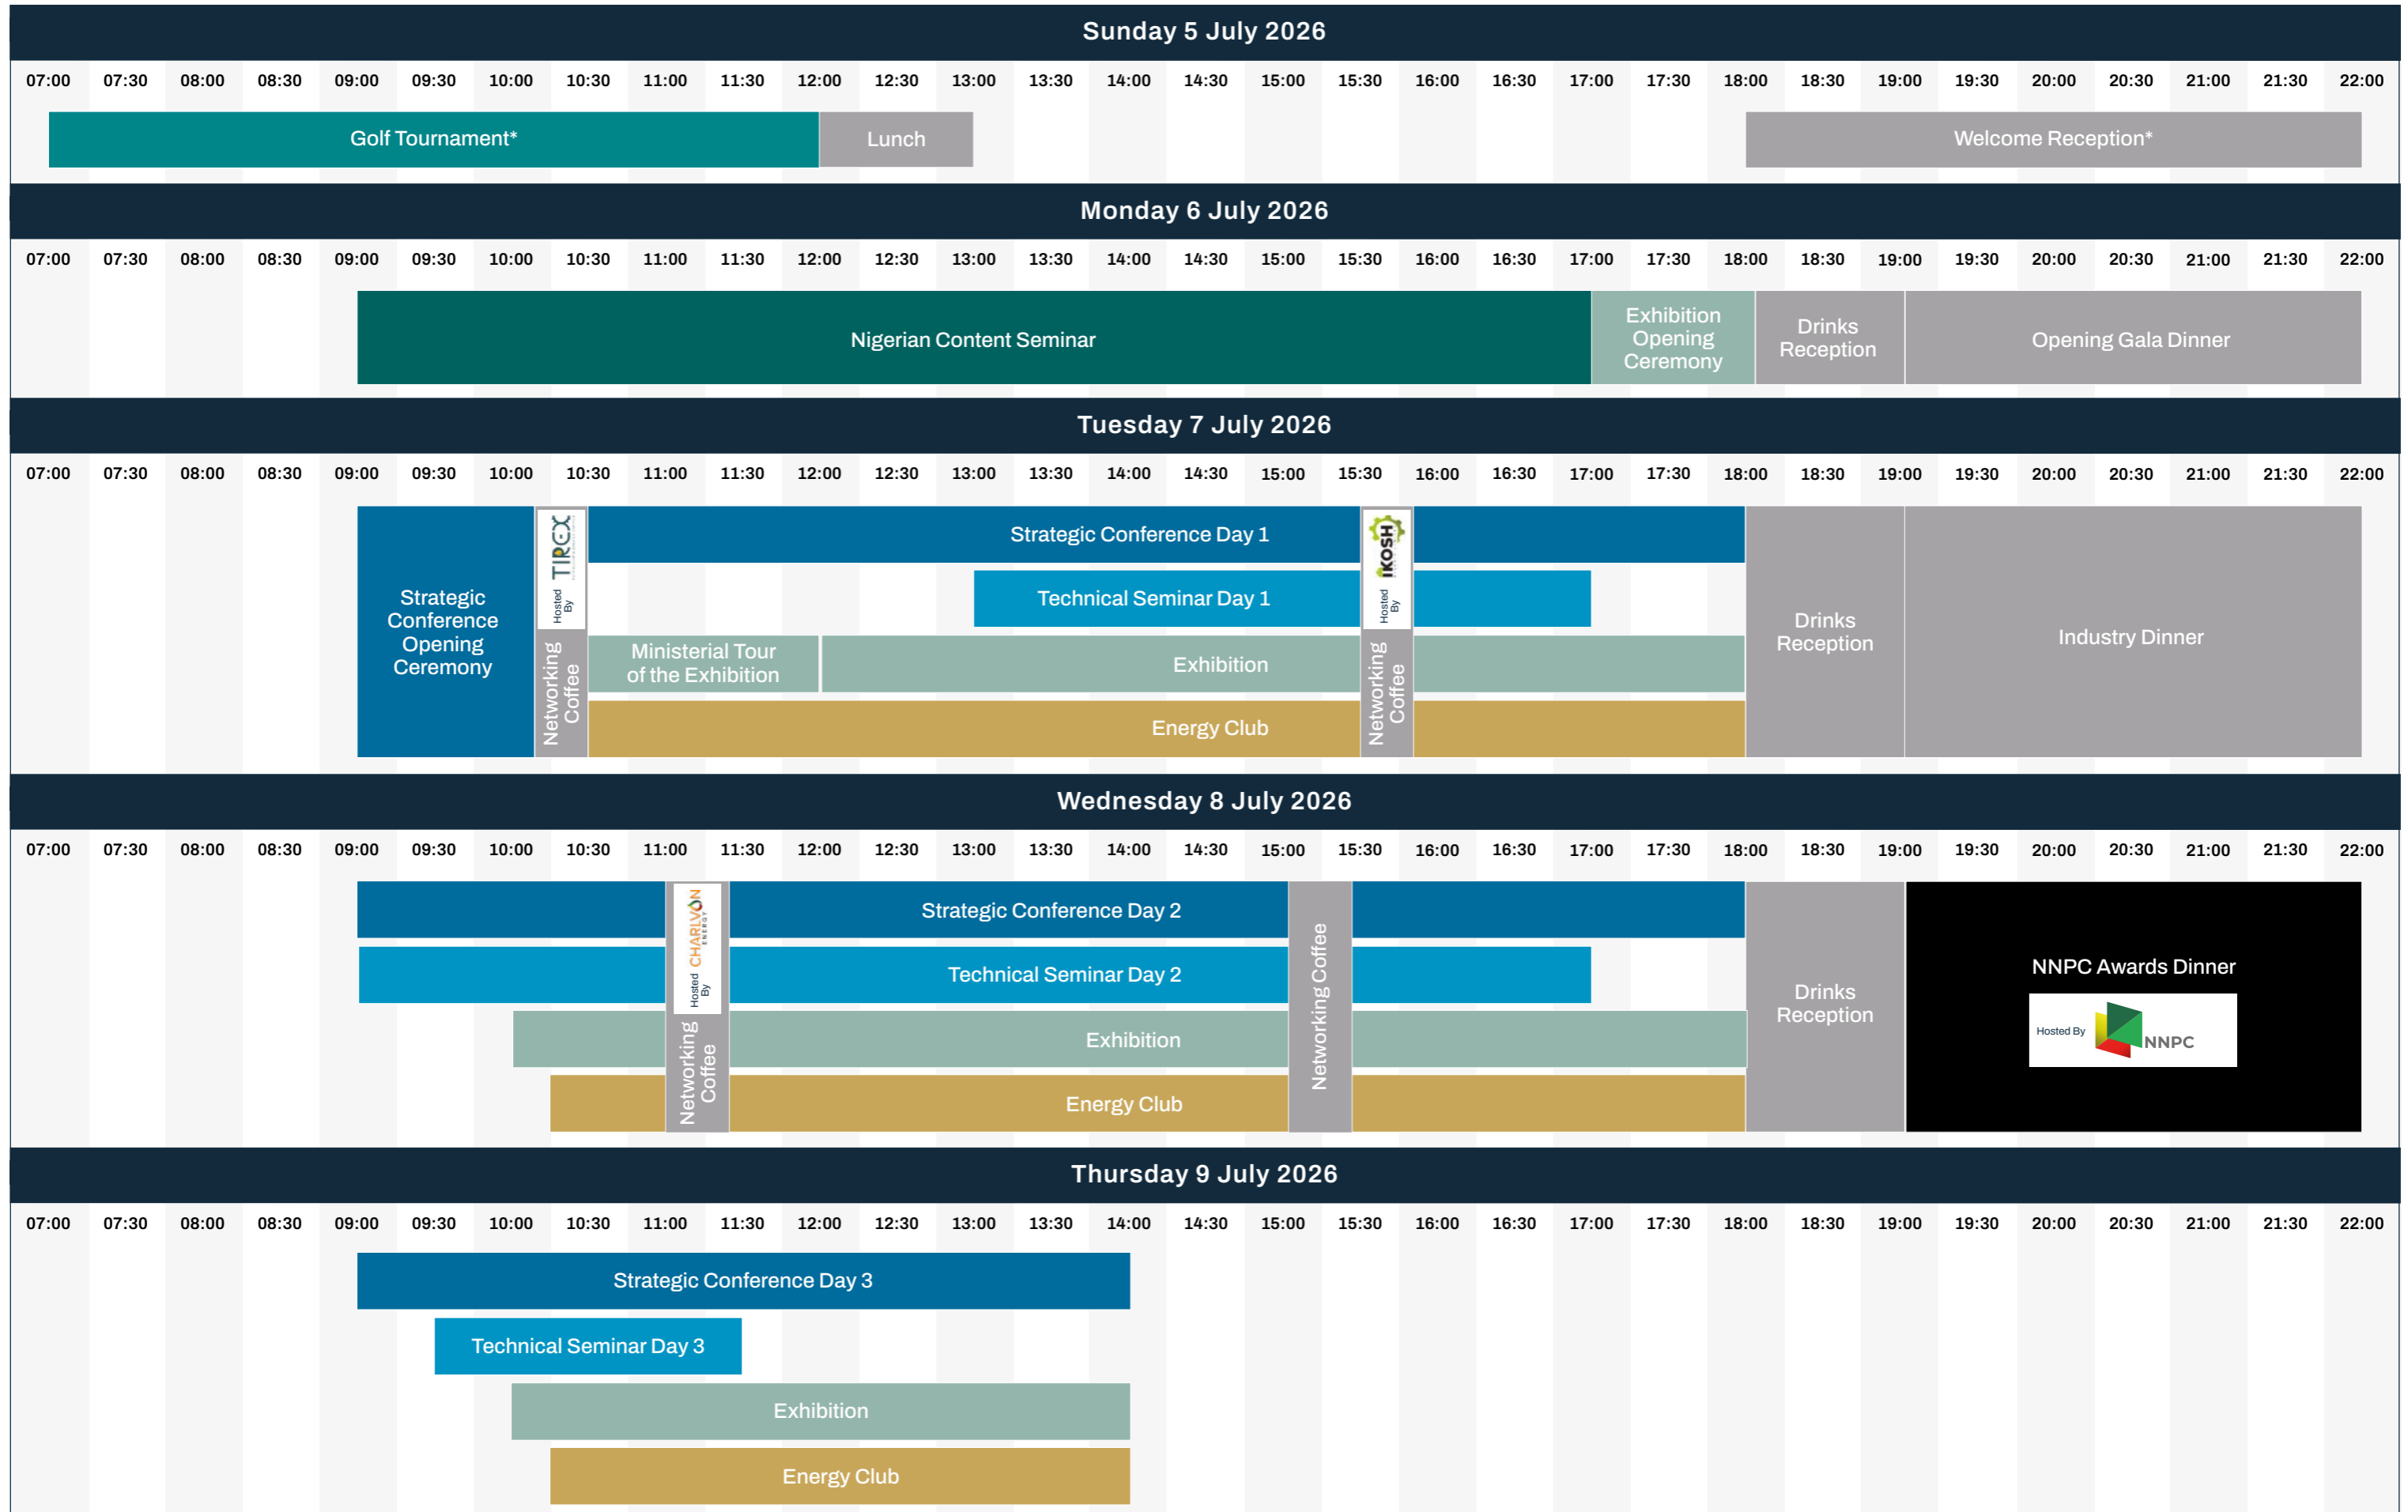 Sunday 5 July 2026
07:00 07:30 08:00 08:30 09:00 09:30 10:00 10:30 11:00 11:30 12:00 12:30 13:00 13:30 14:00 14:30 15:00 15:30 16:00 16:30 17:00 17:30 18:00 18:30 19:00 19:30 20:00 20:30 21:00 21:30 22:00
Golf Tournament*
Lunch
Welcome Reception*
Monday 6 July 2026
07:00 07:30 08:00 08:30 09:00 09:30 10:00 10:30 11:00 11:30 12:00 12:30 13:00 13:30 14:00 14:30 15:00 15:30 16:00 16:30 17:00 17:30 18:00 18:30 19:00 19:30 20:00 20:30 21:00 21:30 22:00
Nigerian Content Seminar
Exhibition
Opening
Ceremony
Drinks
Reception
Opening Gala Dinner
Tuesday 7 July 2026
07:00 07:30 08:00 08:30 09:00 09:30 10:00 10:30 11:00 11:30 12:00 12:30 13:00 13:30 14:00 14:30 15:00 15:30 16:00 16:30 17:00 17:30 18:00 18:30 19:00 19:30 20:00 20:30 21:00 21:30 22:00
Strategic
Conference
Opening
Ceremony
Networking
Coffee
Hosted
By
TIREX
Strategic Conference Day 1
Technical Seminar Day 1
Ministerial Tour
of the Exhibition
Exhibition
Energy Club
Networking
Coffee
Hosted
By
IKOSH
Drinks
Reception
Industry Dinner
Wednesday 8 July 2026
07:00 07:30 08:00 08:30 09:00 09:30 10:00 10:30 11:00 11:30 12:00 12:30 13:00 13:30 14:00 14:30 15:00 15:30 16:00 16:30 17:00 17:30 18:00 18:30 19:00 19:30 20:00 20:30 21:00 21:30 22:00
Networking
Coffee
Hosted
By
CHARLVON
ENERGY
Strategic Conference Day 2
Technical Seminar Day 2
Exhibition
Energy Club
Networking Coffee
Drinks
Reception
NNPC Awards Dinner
Hosted By
NNPC
Thursday 9 July 2026
07:00 07:30 08:00 08:30 09:00 09:30 10:00 10:30 11:00 11:30 12:00 12:30 13:00 13:30 14:00 14:30 15:00 15:30 16:00 16:30 17:00 17:30 18:00 18:30 19:00 19:30 20:00 20:30 21:00 21:30 22:00
Strategic Conference Day 3
Technical Seminar Day 3
Exhibition
Energy Club